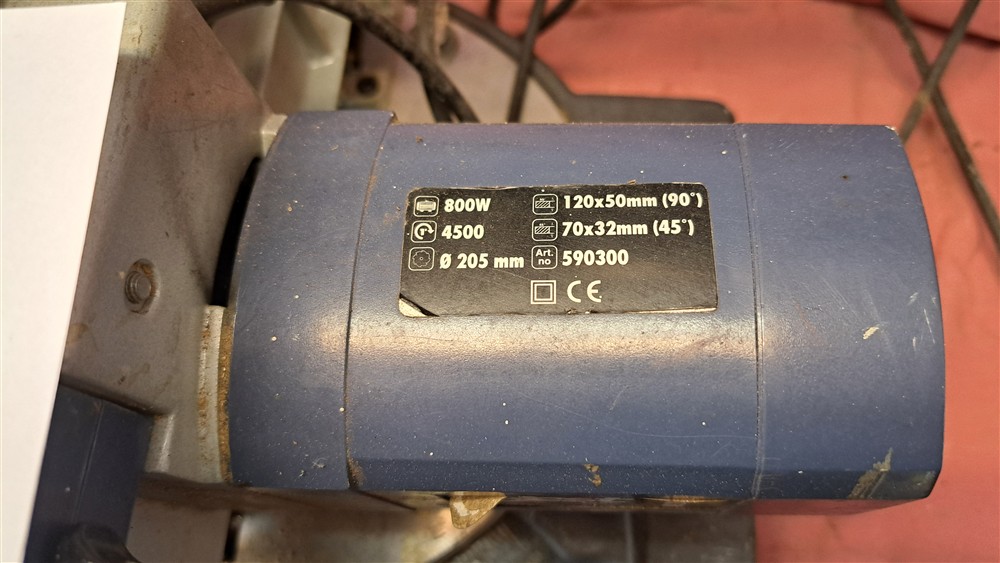 800W
4500
Ø 205 mm
120x50mm (90°)
70x32mm (45°)
Art. no 590300
CE